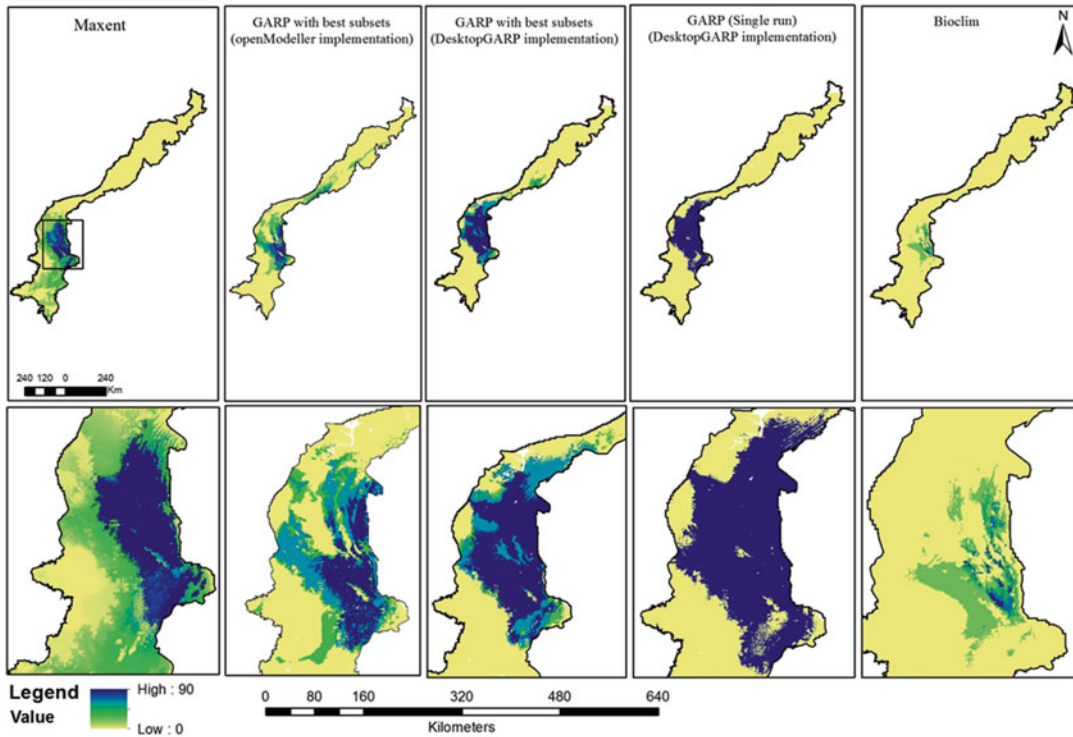 Maxent
GARP with best subsets
(openModeller implementation)
GARP with best subsets
(DesktopGARP implementation)
GARP (Single run)
(DesktopGARP implementation)
Bioclim
N
240 120 0 240
Km
Legend
Value
High : 90
Low : 0
0 80 160 320 480 640
Kilometers